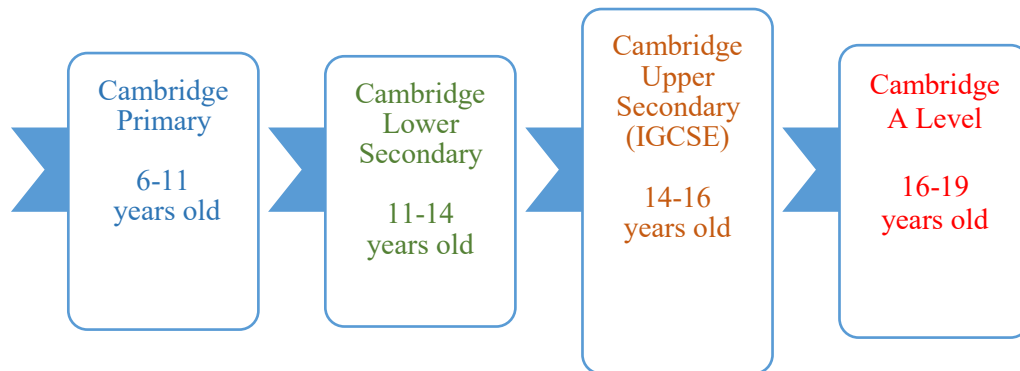 Cambridge
Primary
6-11
years old
Cambridge
Lower
Secondary
11-14
years old
Cambridge
Upper
Secondary
(IGCSE)
14-16
years old
Cambridge
A Level
16-19
years old